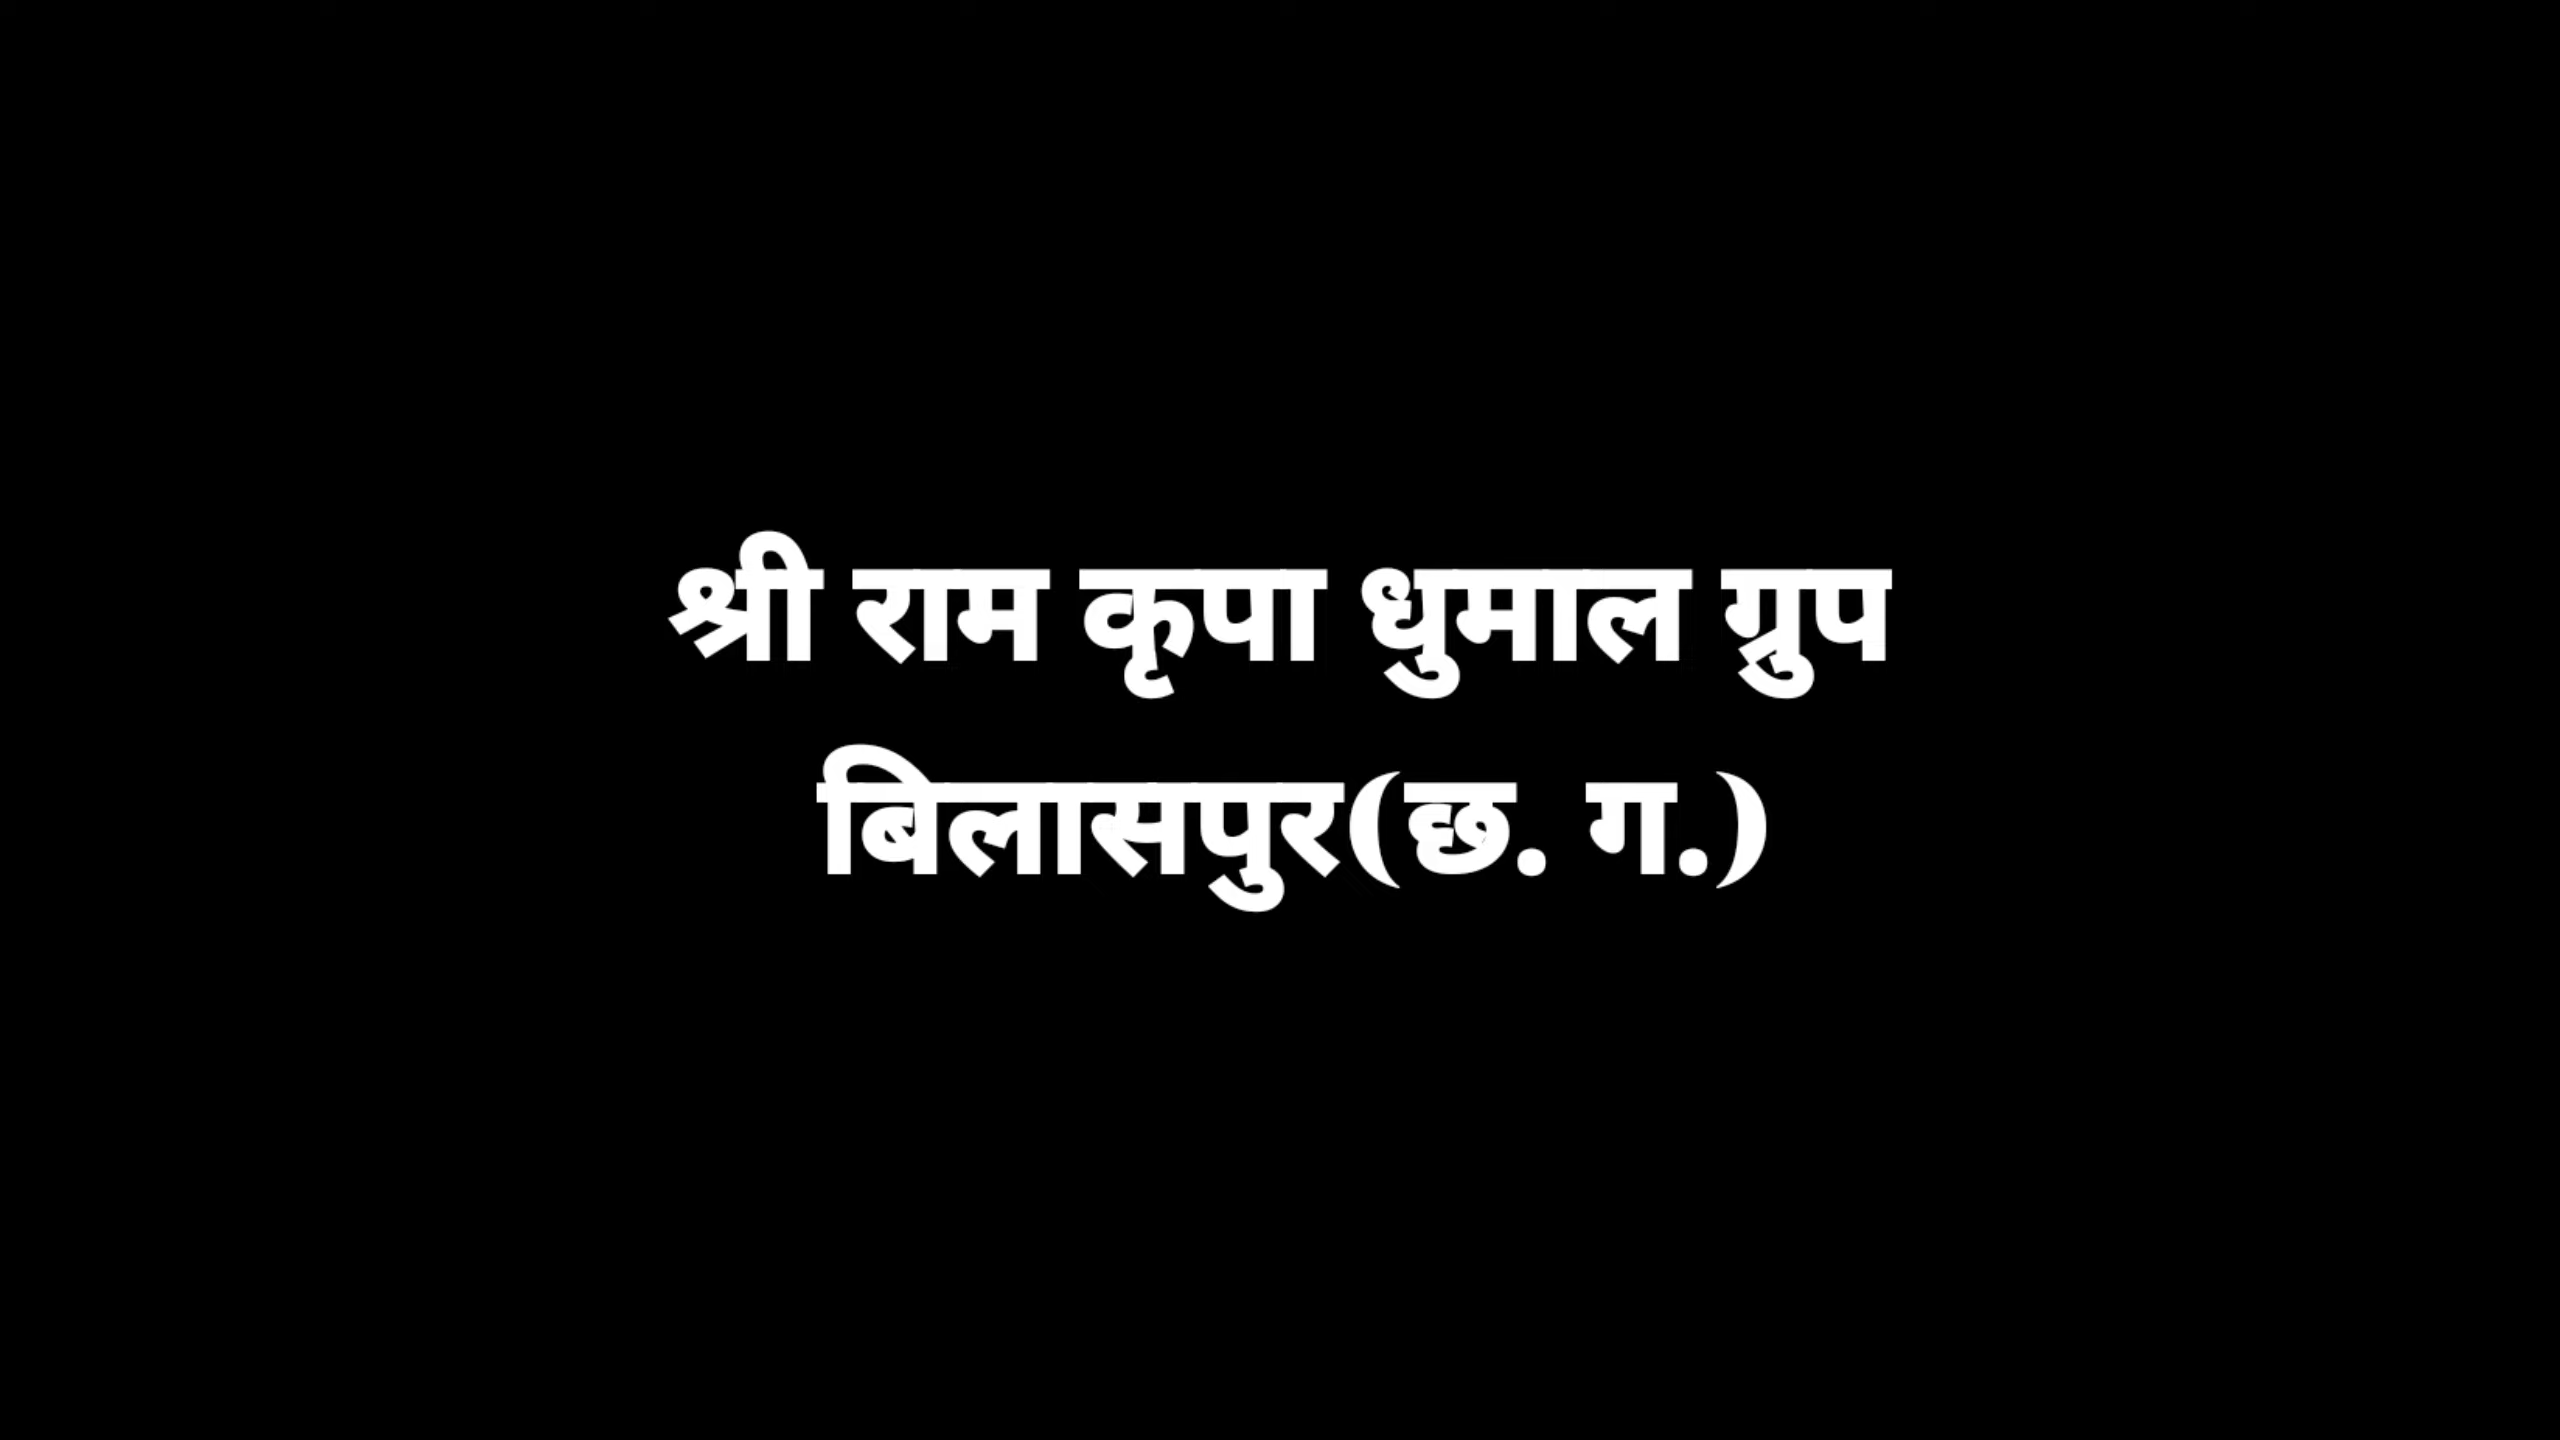 श्री राम कृपा धुमाल ग्रुप
बिलासपुर(छ. ग.)